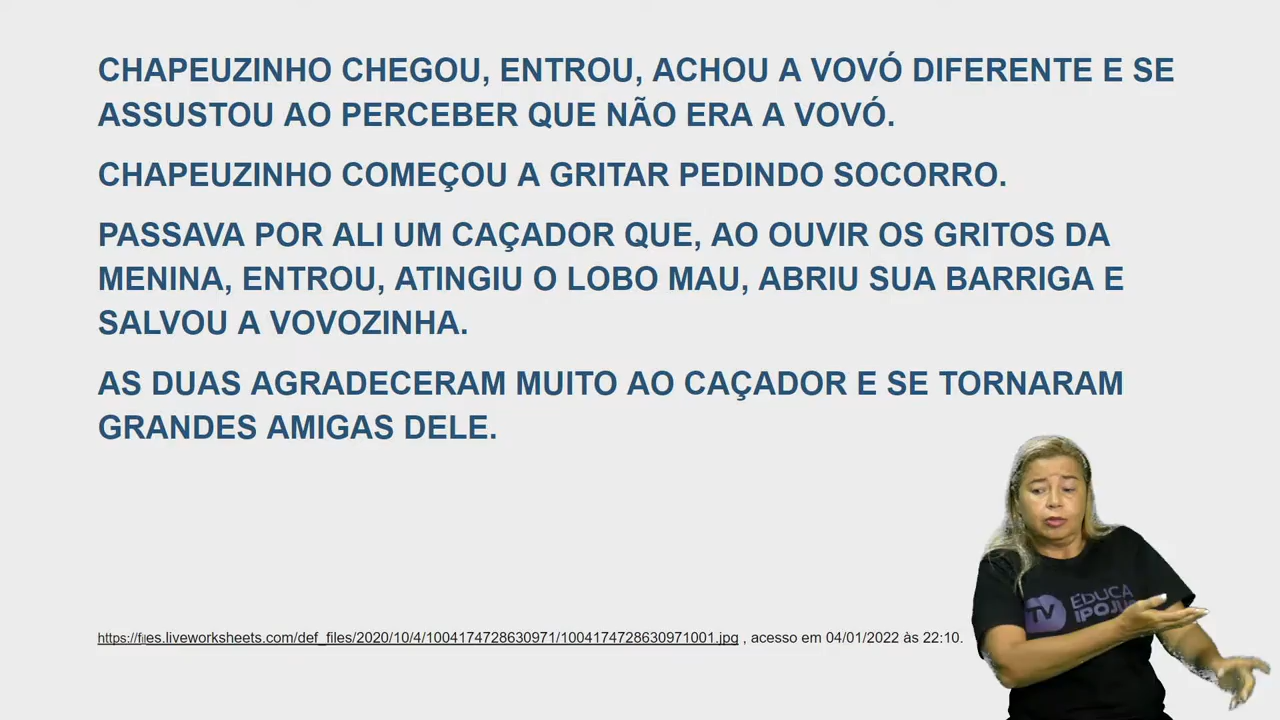 CHAPEUZINHO CHEGOU, ENTROU, ACHOU A VOVÓ DIFERENTE E SE
ASSUSTOU AO PERCEBER QUE NÃO ERA A VOVÓ.
CHAPEUZINHO COMEÇOU A GRITAR PEDINDO SOCORRO.
PASSAVA POR ALI UM CAÇADOR QUE, AO OUVIR OS GRITOS DA
MENINA, ENTROU, ATINGIU O LOBO MAU, ABRIU SUA BARRIGA E
SALVOU A VOVOZINHA.
AS DUAS AGRADECERAM MUITO AO CAÇADOR E SE TORNARAM
GRANDES AMIGAS DELE.
https://files.liveworksheets.com/def_files/2020/10/4/1004174728630971/1004174728630971001.jpg , acesso em 04/01/2022 às 22:10.
TV EDUCA